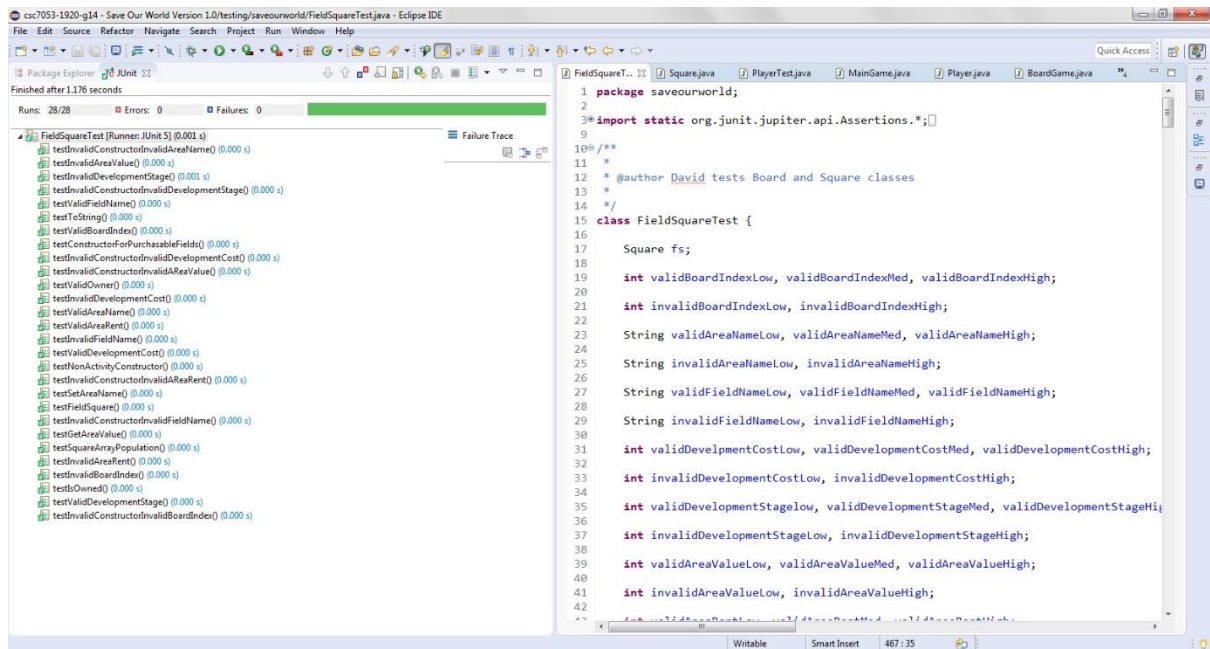 csc7053-1920-g14 - Save Our World Version 1.0/testing/saveourworld/FieldSquareTest.java - Eclipse IDE
File Edit Source Refactor Navigate Search Project Run Window Help
Quick Access
Package Explorer JUnit
Finished after 1.176 seconds
Runs: 28/28 Errors: 0 Failures: 0
FieldSquareTest [Runner: JUnit 5] (0.001 s)
testInvalidConstructorInvalidAreaName() (0.000 s)
testInvalidAreaValue() (0.000 s)
testInvalidDevelopmentStage() (0.001 s)
testInvalidConstructorInvalidDevelopmentStage() (0.000 s)
testValidFieldName() (0.000 s)
testToString() (0.000 s)
testValidBoardIndex() (0.000 s)
testConstructorForPurchasableFields() (0.000 s)
testInvalidConstructorInvalidDevelopmentCost() (0.000 s)
testInvalidConstructorInvalidAReaValue() (0.000 s)
testValidOwner() (0.000 s)
testInvalidDevelopmentCost() (0.000 s)
testValidAreaName() (0.000 s)
testValidAreaRent() (0.000 s)
testInvalidFieldName() (0.000 s)
testValidDevelopmentCost() (0.000 s)
testNonActivityConstructor() (0.000 s)
testInvalidConstructorInvalidAReaRent() (0.000 s)
testSetAreaName() (0.000 s)
testFieldSquare() (0.000 s)
testInvalidConstructorInvalidFieldName() (0.000 s)
testGetAreaValue() (0.000 s)
testSquareArrayPopulation() (0.000 s)
testInvalidAreaRent() (0.000 s)
testInvalidBoardIndex() (0.000 s)
testIsOwned() (0.000 s)
testValidDevelopmentStage() (0.000 s)
testInvalidConstructorInvalidBoardIndex() (0.000 s)
Failure Trace
FieldSquareT... Square.java PlayerTest.java MainGame.java Player.java BoardGame.java »4
1 package saveourworld;
2
3 import static org.junit.jupiter.api.Assertions.*;
9
10 /**
11 *
12 * @author David tests Board and Square classes
13 *
14 */
15 class FieldSquareTest {
16
17 Square fs;
18
19 int validBoardIndexLow, validBoardIndexMed, validBoardIndexHigh;
20
21 int invalidBoardIndexLow, invalidBoardIndexHigh;
22
23 String validAreaNameLow, validAreaNameMed, validAreaNameHigh;
24
25 String invalidAreaNameLow, invalidAreaNameHigh;
26
27 String validFieldNameLow, validFieldNameMed, validFieldNameHigh;
28
29 String invalidFieldNameLow, invalidFieldNameHigh;
30
31 int validDevelpmentCostLow, validDevelopmentCostMed, validDevelopmentCostHigh;
32
33 int invalidDevelopmentCostLow, invalidDevelopmentCostHigh;
34
35 int validDevelopmentStagelow, validDevelopmentStageMed, validDevelopmentStageHig
36
37 int invalidDevelopmentStageLow, invalidDevelopmentStageHigh;
38
39 int validAreaValueLow, validAreaValueMed, validAreaValueHigh;
40
41 int invalidAreaValueLow, invalidAreaValueHigh;
42
Writable Smart Insert 467 : 35